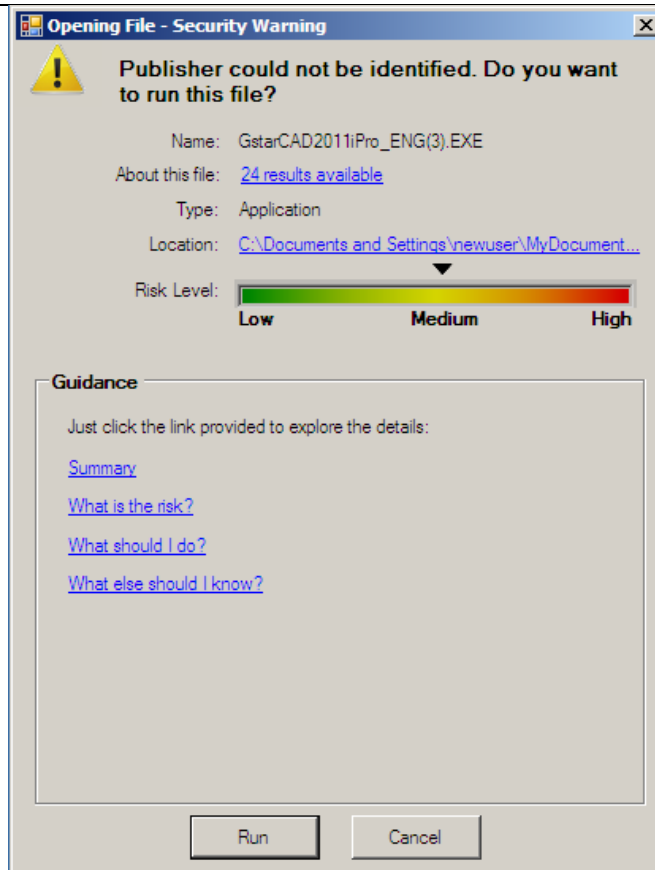 Opening File - Security Warning
Publisher could not be identified. Do you want
to run this file?
Name: GstarCAD2011iPro_ENG(3).EXE
About this file: 24 results available
Type: Application
Location: C:\Documents and Settings\newuser\MyDocument...
Risk Level:
Low Medium High
Guidance
Just click the link provided to explore the details:
Summary
What is the risk?
What should I do?
What else should I know?
Run Cancel